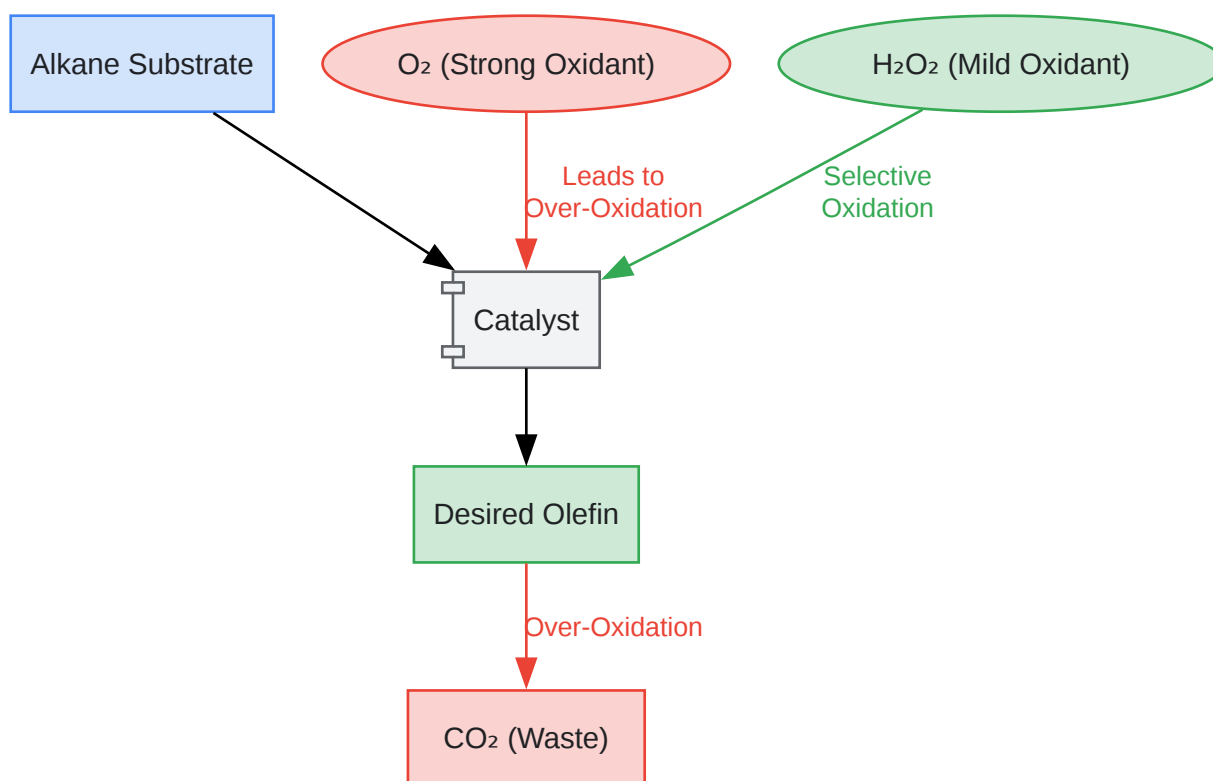 Alkane Substrate
O₂ (Strong Oxidant)
H₂O₂ (Mild Oxidant)
Leads to
Over-Oxidation
Selective
Oxidation
Catalyst
Desired Olefin
Over-Oxidation
CO₂ (Waste)